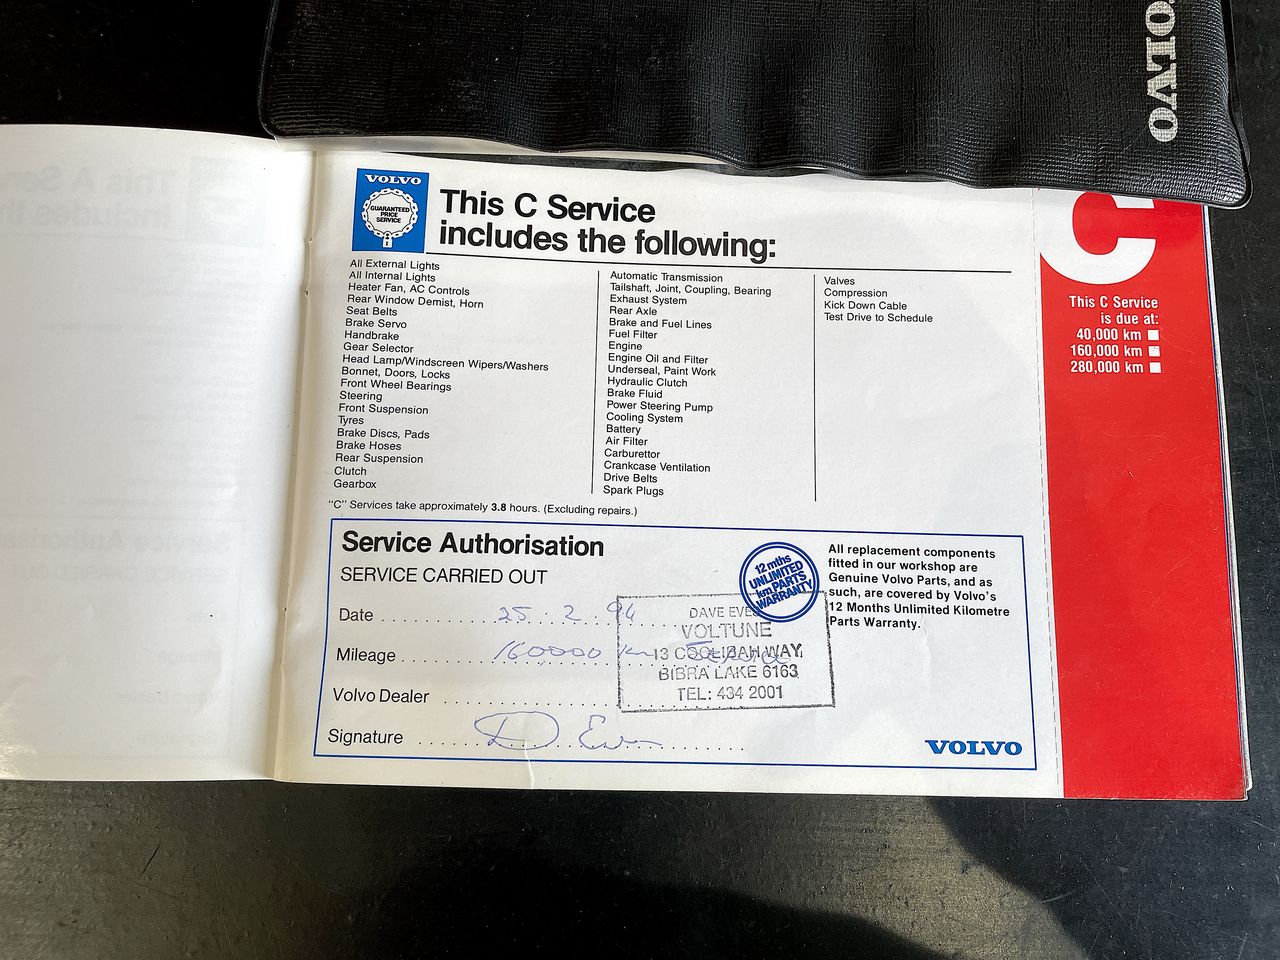 VOLVO
VOLVO
GUARANTEED
PRICE
SERVICE
This C Service
includes the following:
All External Lights
All Internal Lights
Heater Fan, AC Controls
Rear Window Demist, Horn
Seat Belts
Brake Servo
Handbrake
Gear Selector
Head Lamp/Windscreen Wipers/Washers
Bonnet, Doors, Locks
Front Wheel Bearings
Steering
Front Suspension
Tyres
Brake Discs, Pads
Brake Hoses
Rear Suspension
Clutch
Gearbox
Automatic Transmission
Tailshaft, Joint, Coupling, Bearing
Exhaust System
Rear Axle
Brake and Fuel Lines
Fuel Filter
Engine
Engine Oil and Filter
Underseal, Paint Work
Hydraulic Clutch
Brake Fluid
Power Steering Pump
Cooling System
Battery
Air Filter
Carburettor
Crankcase Ventilation
Drive Belts
Spark Plugs
Valves
Compression
Kick Down Cable
Test Drive to Schedule
"C" Services take approximately 3.8 hours. (Excluding repairs.)
C
This C Service
is due at:
40,000 km
160,000 km
280,000 km
Service Authorisation
SERVICE CARRIED OUT
Date 25.2.94
Mileage 160,000 km Service
Volvo Dealer
Signature D Eves
12 mths
UNLIMITED
km PARTS
WARRANTY
DAVE EVES
VOLTUNE
13 COOLIBAH WAY,
BIBRA LAKE 6163
TEL: 434 2001
All replacement components
fitted in our workshop are
Genuine Volvo Parts, and as
such, are covered by Volvo's
12 Months Unlimited Kilometre
Parts Warranty.
VOLVO